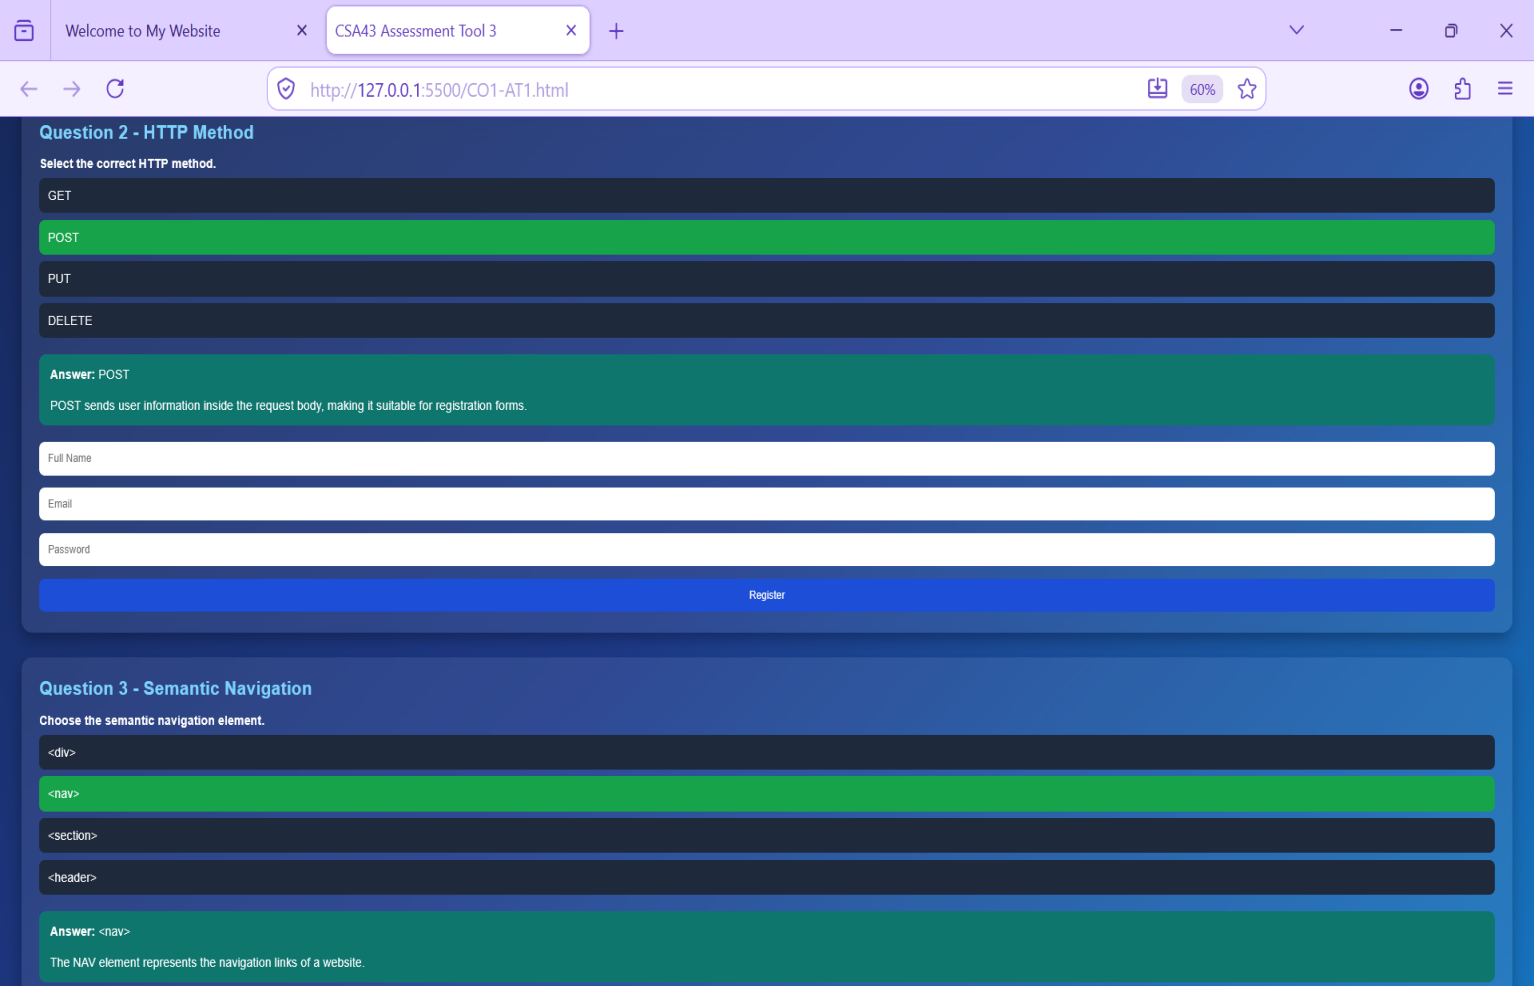 Welcome to My Website
CSA43 Assessment Tool 3
http://127.0.0.1:5500/CO1-AT1.html
60%
Question 2 - HTTP Method
Select the correct HTTP method.
GET
POST
PUT
DELETE
Answer: POST
POST sends user information inside the request body, making it suitable for registration forms.
Full Name
Email
Password
Register
Question 3 - Semantic Navigation
Choose the semantic navigation element.
<div>
<nav>
<section>
<header>
Answer: <nav>
The NAV element represents the navigation links of a website.